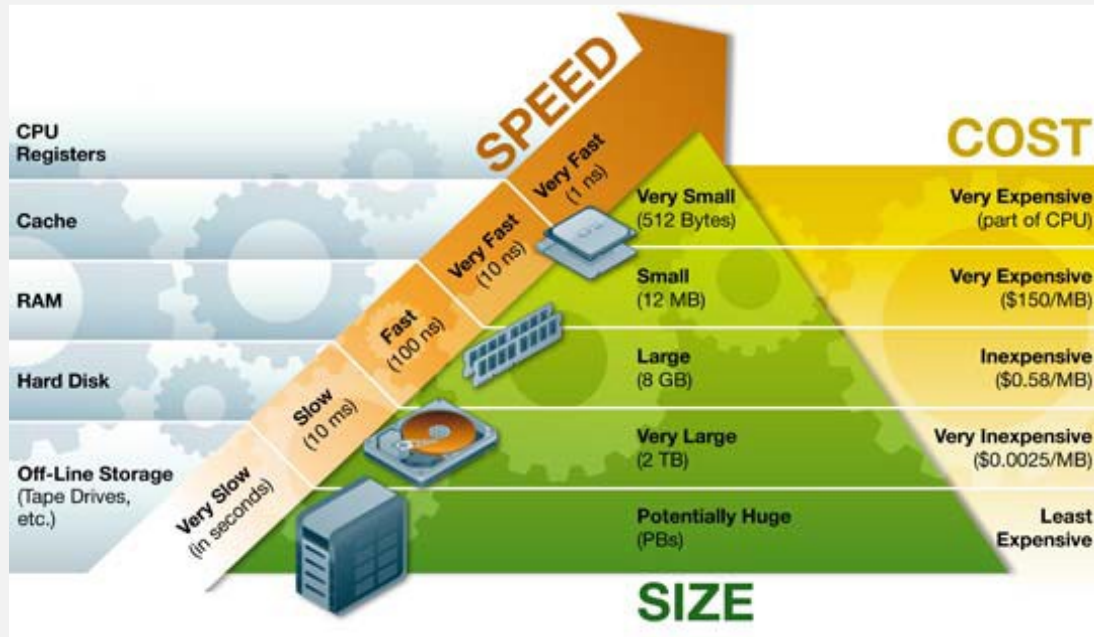 CPU
Registers
Cache
RAM
Hard Disk
Off-Line Storage
(Tape Drives,
etc.)
SPEED
Very Fast
(1 ns)
Very Fast
(10 ns)
Fast
(100 ns)
Slow
(10 ms)
Very Slow
(in seconds)
SIZE
Very Small
(512 Bytes)
Small
(12 MB)
Large
(8 GB)
Very Large
(2 TB)
Potentially Huge
(PBs)
COST
Very Expensive
(part of CPU)
Very Expensive
($150/MB)
Inexpensive
($0.58/MB)
Very Inexpensive
($0.0025/MB)
Least
Expensive